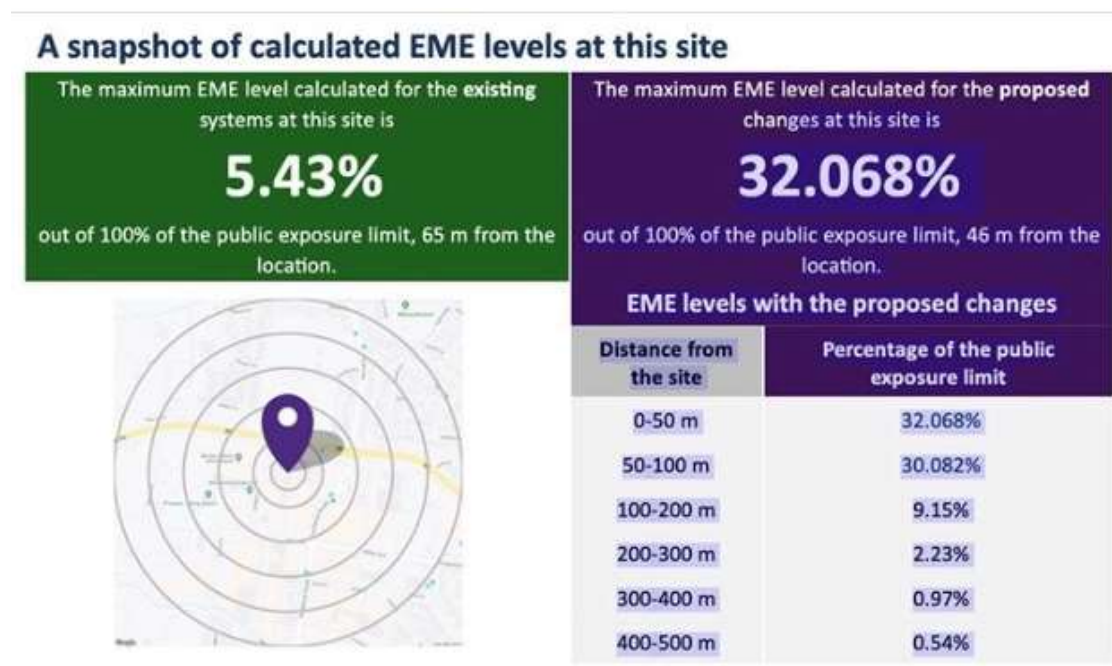 A snapshot of calculated EME levels at this site
The maximum EME level calculated for the existing
systems at this site is
5.43%
out of 100% of the public exposure limit, 65 m from the
location.
The maximum EME level calculated for the proposed
changes at this site is
32.068%
out of 100% of the public exposure limit, 46 m from the
location.
EME levels with the proposed changes
Distance from
the site
Percentage of the public
exposure limit
0-50 m
32.068%
50-100 m
30.082%
100-200 m
9.15%
200-300 m
2.23%
300-400 m
0.97%
400-500 m
0.54%